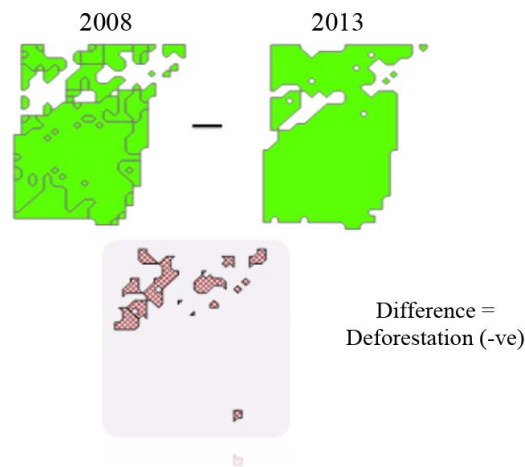 2008
2013
Difference =
Deforestation (-ve)